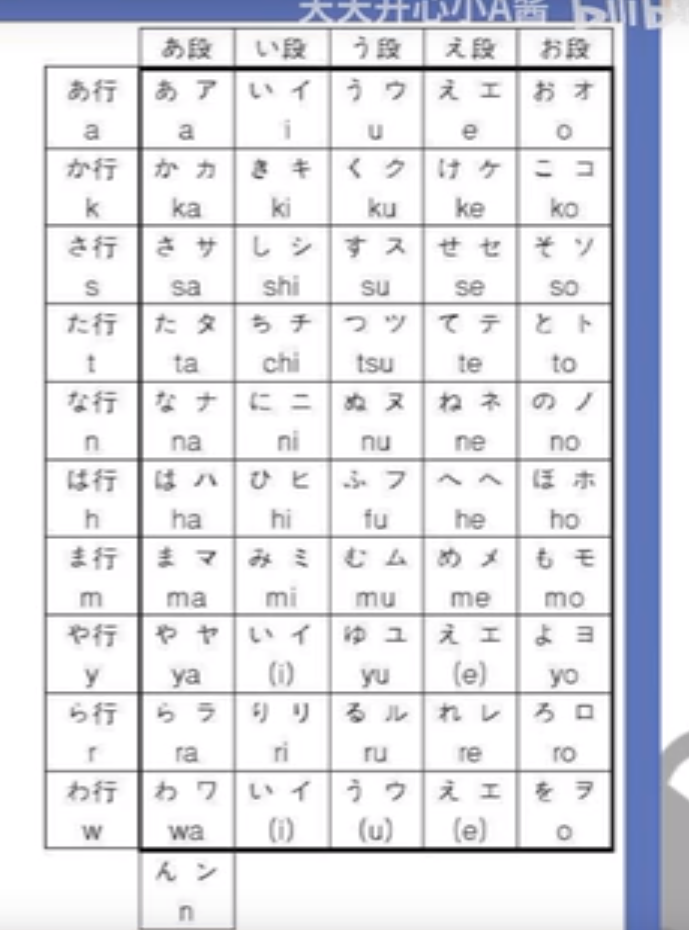 天天开心小A酱 bilibili
あ段 い段 う段 え段 お段
あ行 あ ア い イ う ウ え エ お オ
a a i u e o
か行 か カ き キ く ク け ケ こ コ
k ka ki ku ke ko
さ行 さ サ し シ す ス せ セ そ ソ
s sa shi su se so
た行 た タ ち チ つ ツ て テ と ト
t ta chi tsu te to
な行 な ナ に ニ ぬ ヌ ね ネ の ノ
n na ni nu ne no
は行 は ハ ひ ヒ ふ フ へ ヘ ほ ホ
h ha hi fu he ho
ま行 ま マ み ミ む ム め メ も モ
m ma mi mu me mo
や行 や ヤ い イ ゆ ユ え エ よ ヨ
y ya (i) yu (e) yo
ら行 ら ラ り リ る ル れ レ ろ ロ
r ra ri ru re ro
わ行 わ ワ い イ う ウ え エ を ヲ
w wa (i) (u) (e) o
ん ン
n